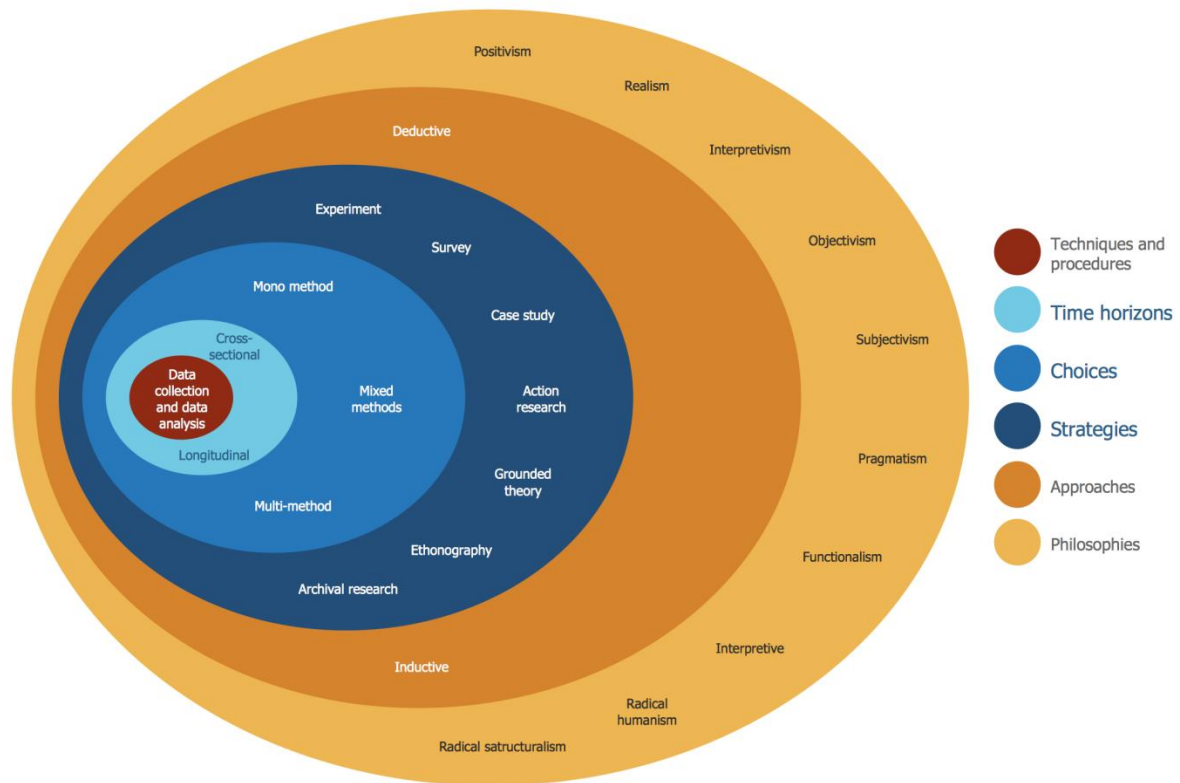 Positivism
Realism
Interpretivism
Objectivism
Subjectivism
Pragmatism
Functionalism
Interpretive
Radical
humanism
Radical satructuralism
Deductive
Inductive
Experiment
Survey
Case study
Action
research
Grounded
theory
Ethonography
Archival research
Mono method
Mixed
methods
Multi-method
Cross-
sectional
Longitudinal
Data
collection
and data
analysis
Techniques and
procedures
Time horizons
Choices
Strategies
Approaches
Philosophies